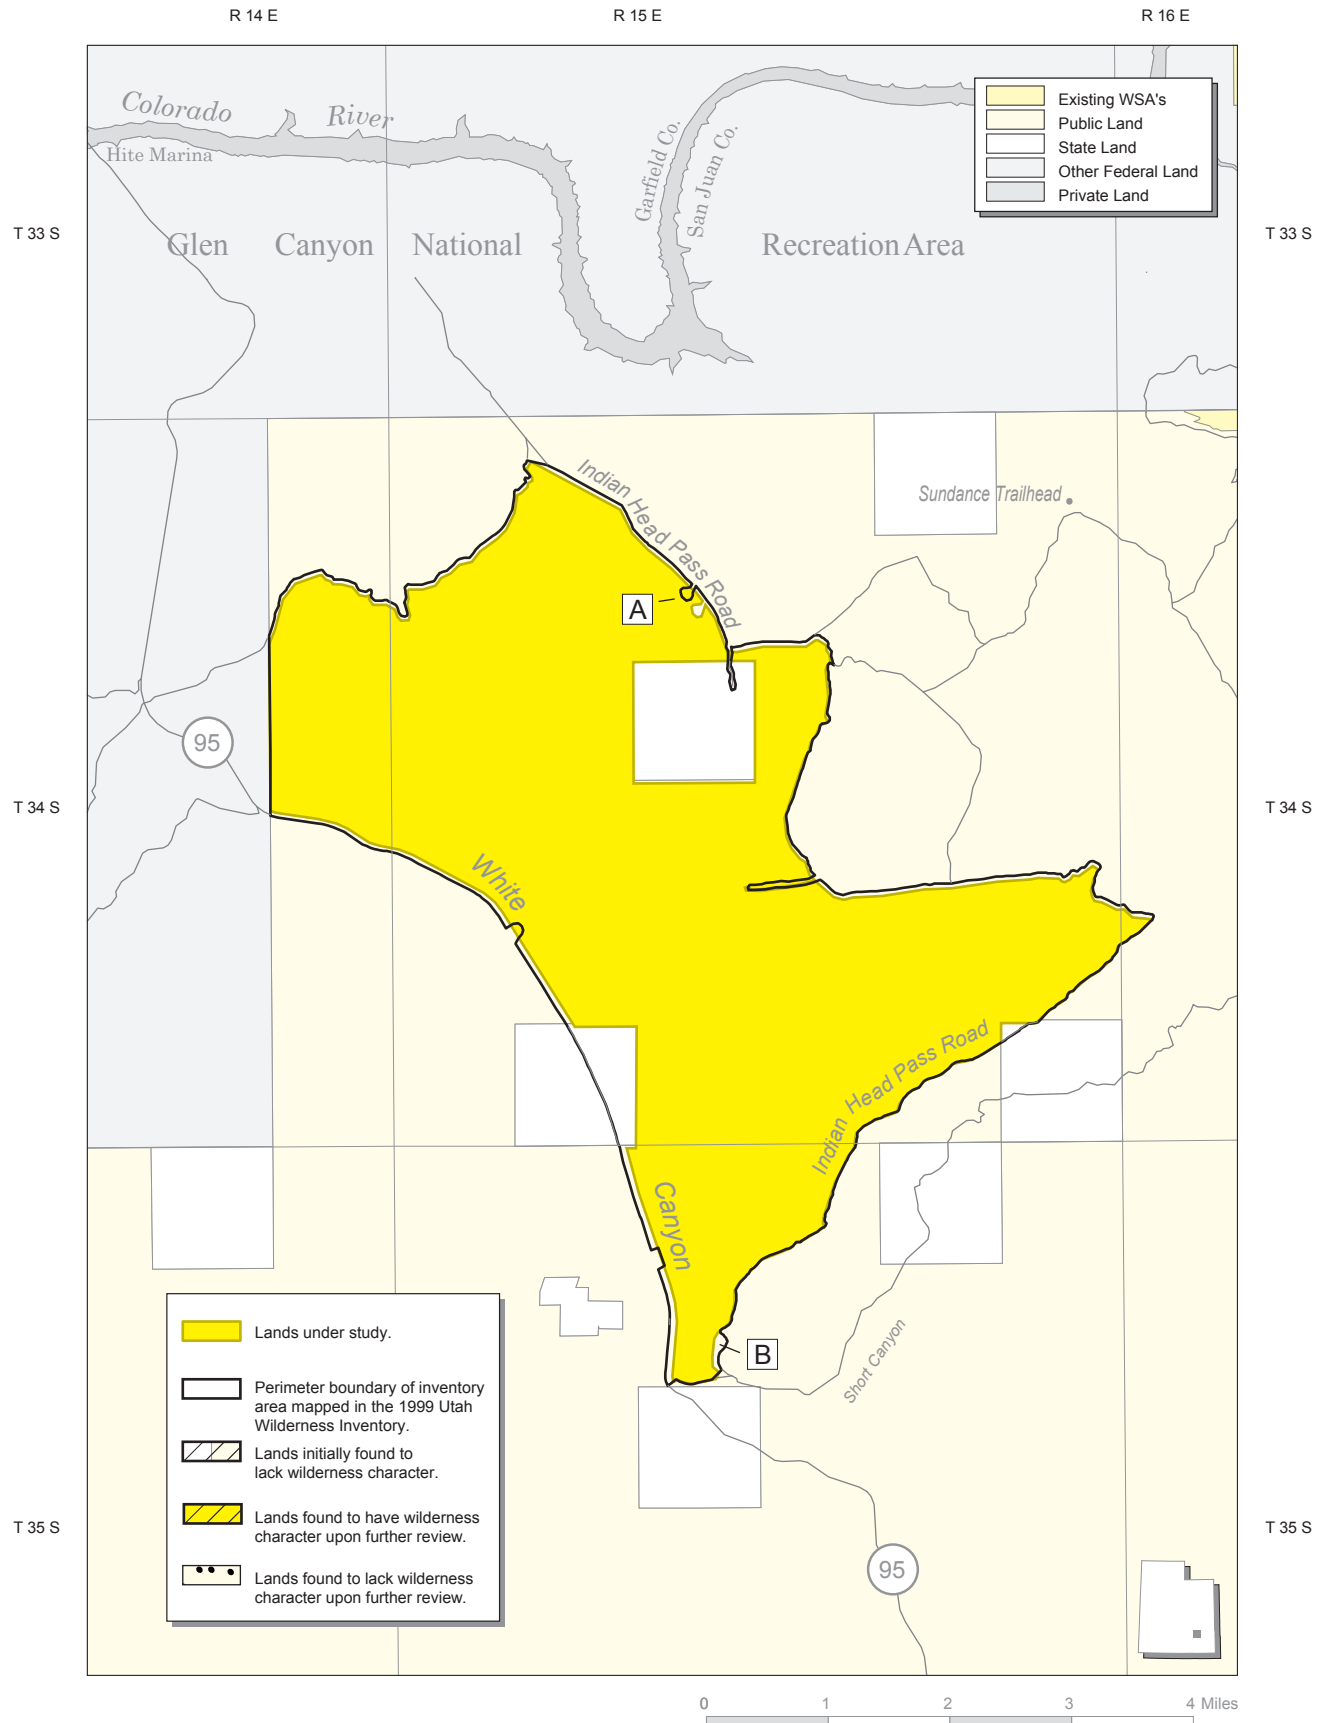 R 14 E
R 15 E
R 16 E
Colorado
River
Hite Marina
Garfield Co.
San Juan Co.
Existing WSA's
Public Land
State Land
Other Federal Land
Private Land
T 33 S
T 33 S
Glen Canyon National Recreation Area
Indian Head Pass Road
Sundance Trailhead
A
95
T 34 S
T 34 S
White
Indian Head Pass Road
Canyon
B
Short Canyon
Lands under study.
Perimeter boundary of inventory
area mapped in the 1999 Utah
Wilderness Inventory.
Lands initially found to
lack wilderness character.
Lands found to have wilderness
character upon further review.
Lands found to lack wilderness
character upon further review.
T 35 S
T 35 S
95
0 1 2 3 4 Miles